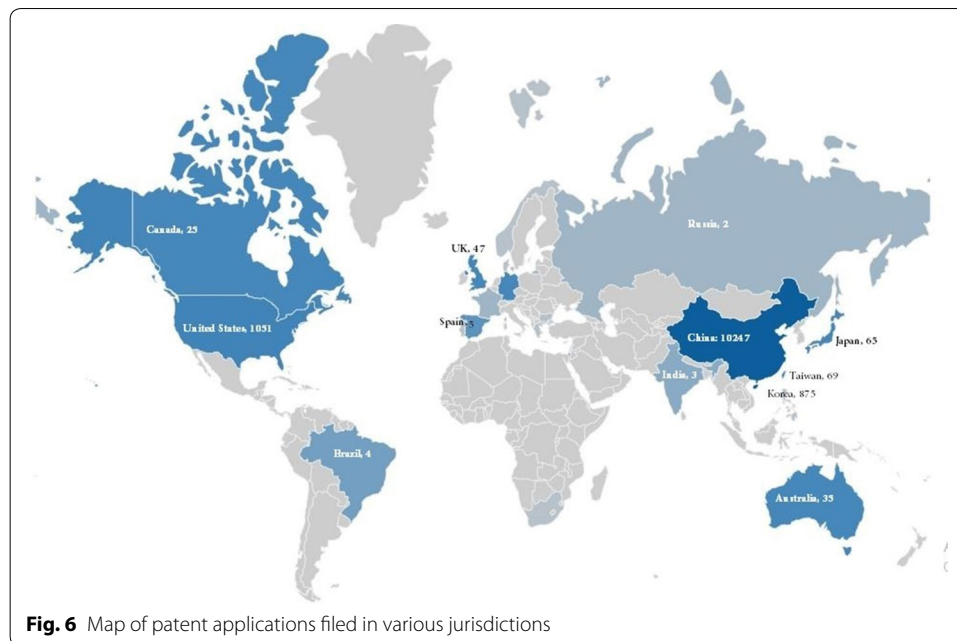 Canada, 25
UK, 47
Russia, 2
United States, 1051
Spain, 5
China: 10247
Japan, 65
India, 3
Taiwan, 69
Korea, 875
Brazil, 4
Australia, 35
Fig. 6 Map of patent applications filed in various jurisdictions